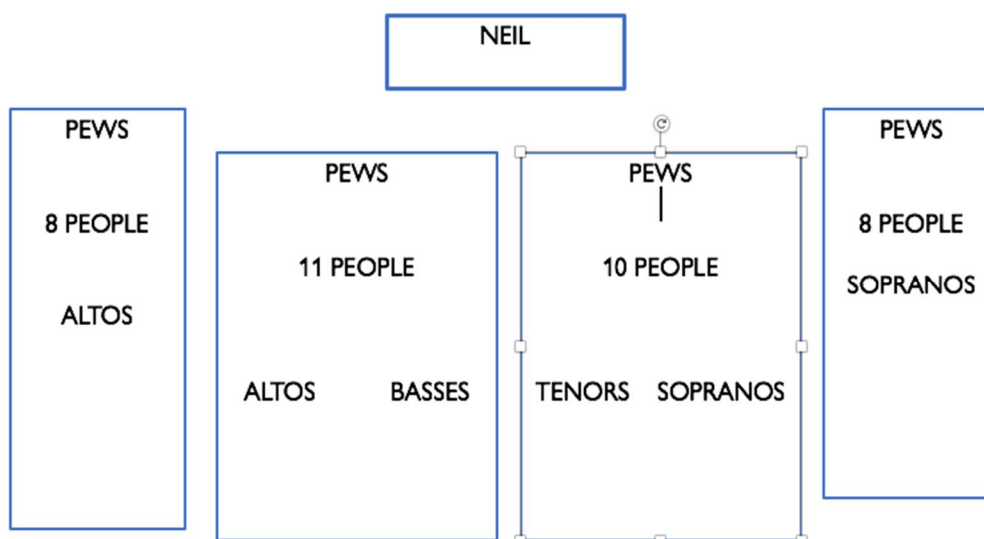 NEIL
PEWS
8 PEOPLE
ALTOS
PEWS
11 PEOPLE
ALTOS BASSES
PEWS
10 PEOPLE
TENORS SOPRANOS
PEWS
8 PEOPLE
SOPRANOS